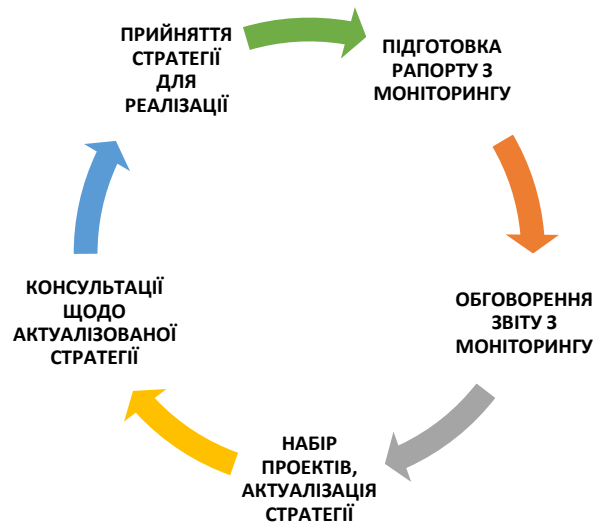 ПРИЙНЯТТЯ
СТРАТЕГІЇ
ДЛЯ
РЕАЛІЗАЦІЇ
ПІДГОТОВКА
РАПОРТУ З
МОНІТОРИНГУ
ОБГОВОРЕННЯ
ЗВІТУ З
МОНІТОРИНГУ
НАБІР
ПРОЕКТІВ,
АКТУАЛІЗАЦІЯ
СТРАТЕГІЇ
КОНСУЛЬТАЦІЇ
ЩОДО
АКТУАЛІЗОВАНОЇ
СТРАТЕГІЇ